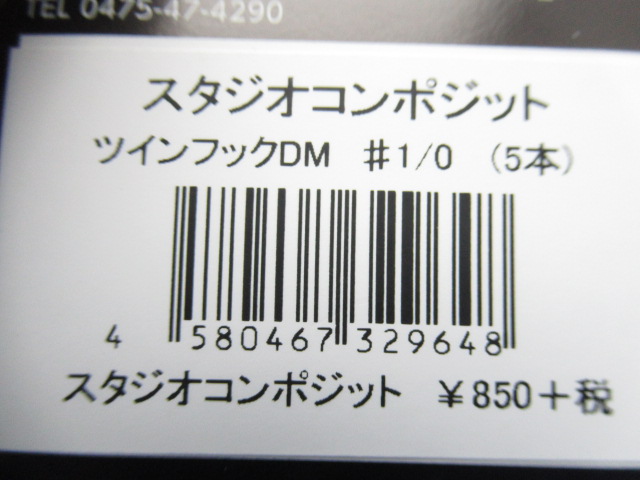 TEL 0475-47-4290
スタジオコンポジット
ツインフックDM ♯1/0 (5本)
4 580467 329648
スタジオコンポジット ¥850+税